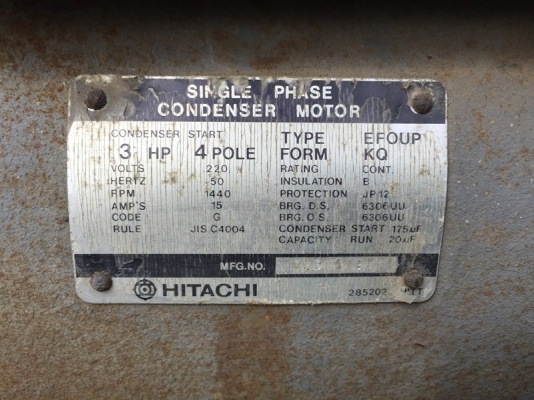 SINGLE PHASE
CONDENSER MOTOR
CONDENSER START
3 HP 4 POLE
VOLTS 220
HERTZ 50
RPM 1440
AMP'S 15
CODE G
RULE JIS C4004
TYPE EFOUP
FORM KQ
RATING CONT.
INSULATION B
PROTECTION JP12
BRG. D.S. 6306UU
BRG. O.S. 6306UU
CONDENSER START 175uF
CAPACITY RUN 20uF
MFG.NO.
HITACHI
285202